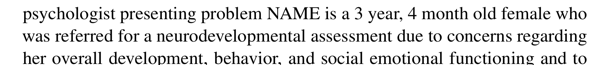 psychologist presenting problem NAME is a 3 year, 4 month old female who
was referred for a neurodevelopmental assessment due to concerns regarding
her overall development, behavior, and social emotional functioning and to